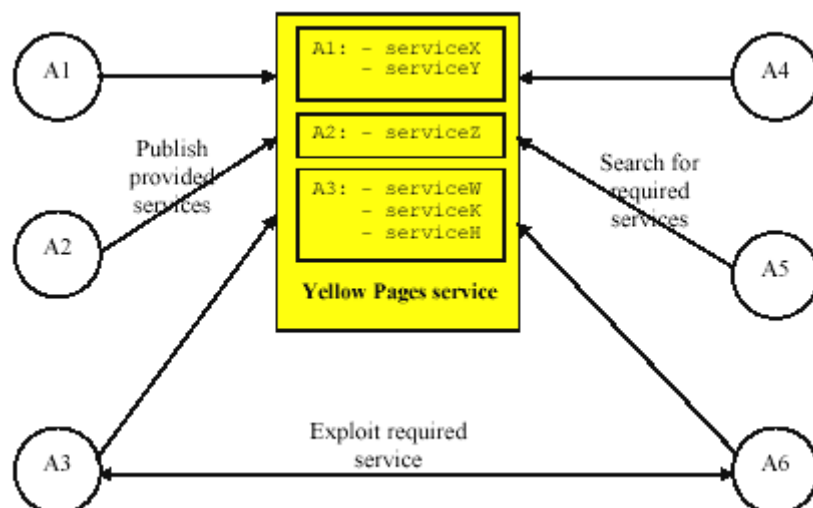 A1
A1: - serviceX
- serviceY
A4
A2: - serviceZ
Publish
provided
services
Search for
required
services
A3: - serviceW
- serviceK
- serviceH
A2
A5
Yellow Pages service
Exploit required
service
A3
A6